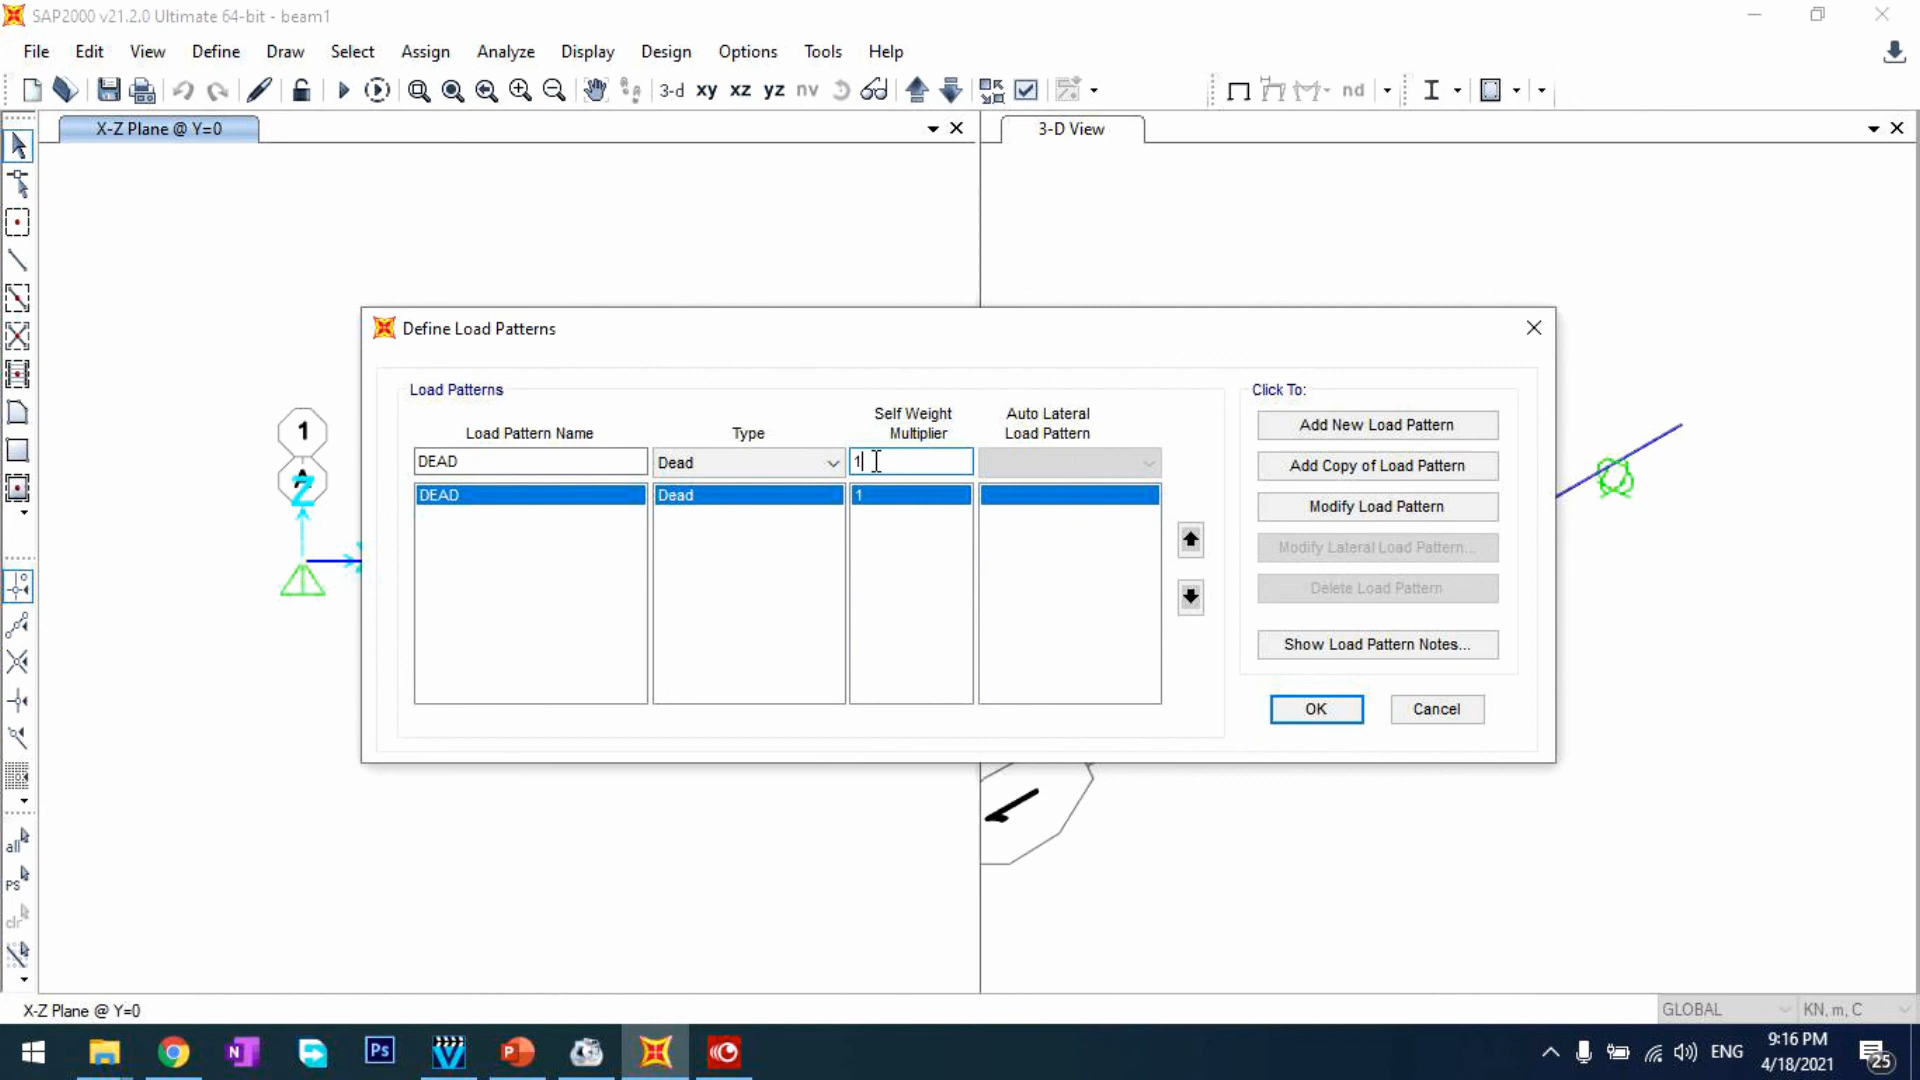 SAP2000 v21.2.0 Ultimate 64-bit - beam1
File Edit View Define Draw Select Assign Analyze Display Design Options Tools Help
3-d xy xz yz nv nd
X-Z Plane @ Y=0
3-D View
Define Load Patterns
Load Patterns
Click To:
Load Pattern Name
Type
Self Weight
Multiplier
Auto Lateral
Load Pattern
DEAD Dead 1
DEAD Dead 1
Add New Load Pattern
Add Copy of Load Pattern
Modify Load Pattern
Modify Lateral Load Pattern...
Delete Load Pattern
Show Load Pattern Notes...
OK Cancel
1
Z
all
PS
clr
X-Z Plane @ Y=0
GLOBAL KN, m, C
N Ps P
ENG
9:16 PM
4/18/2021
25